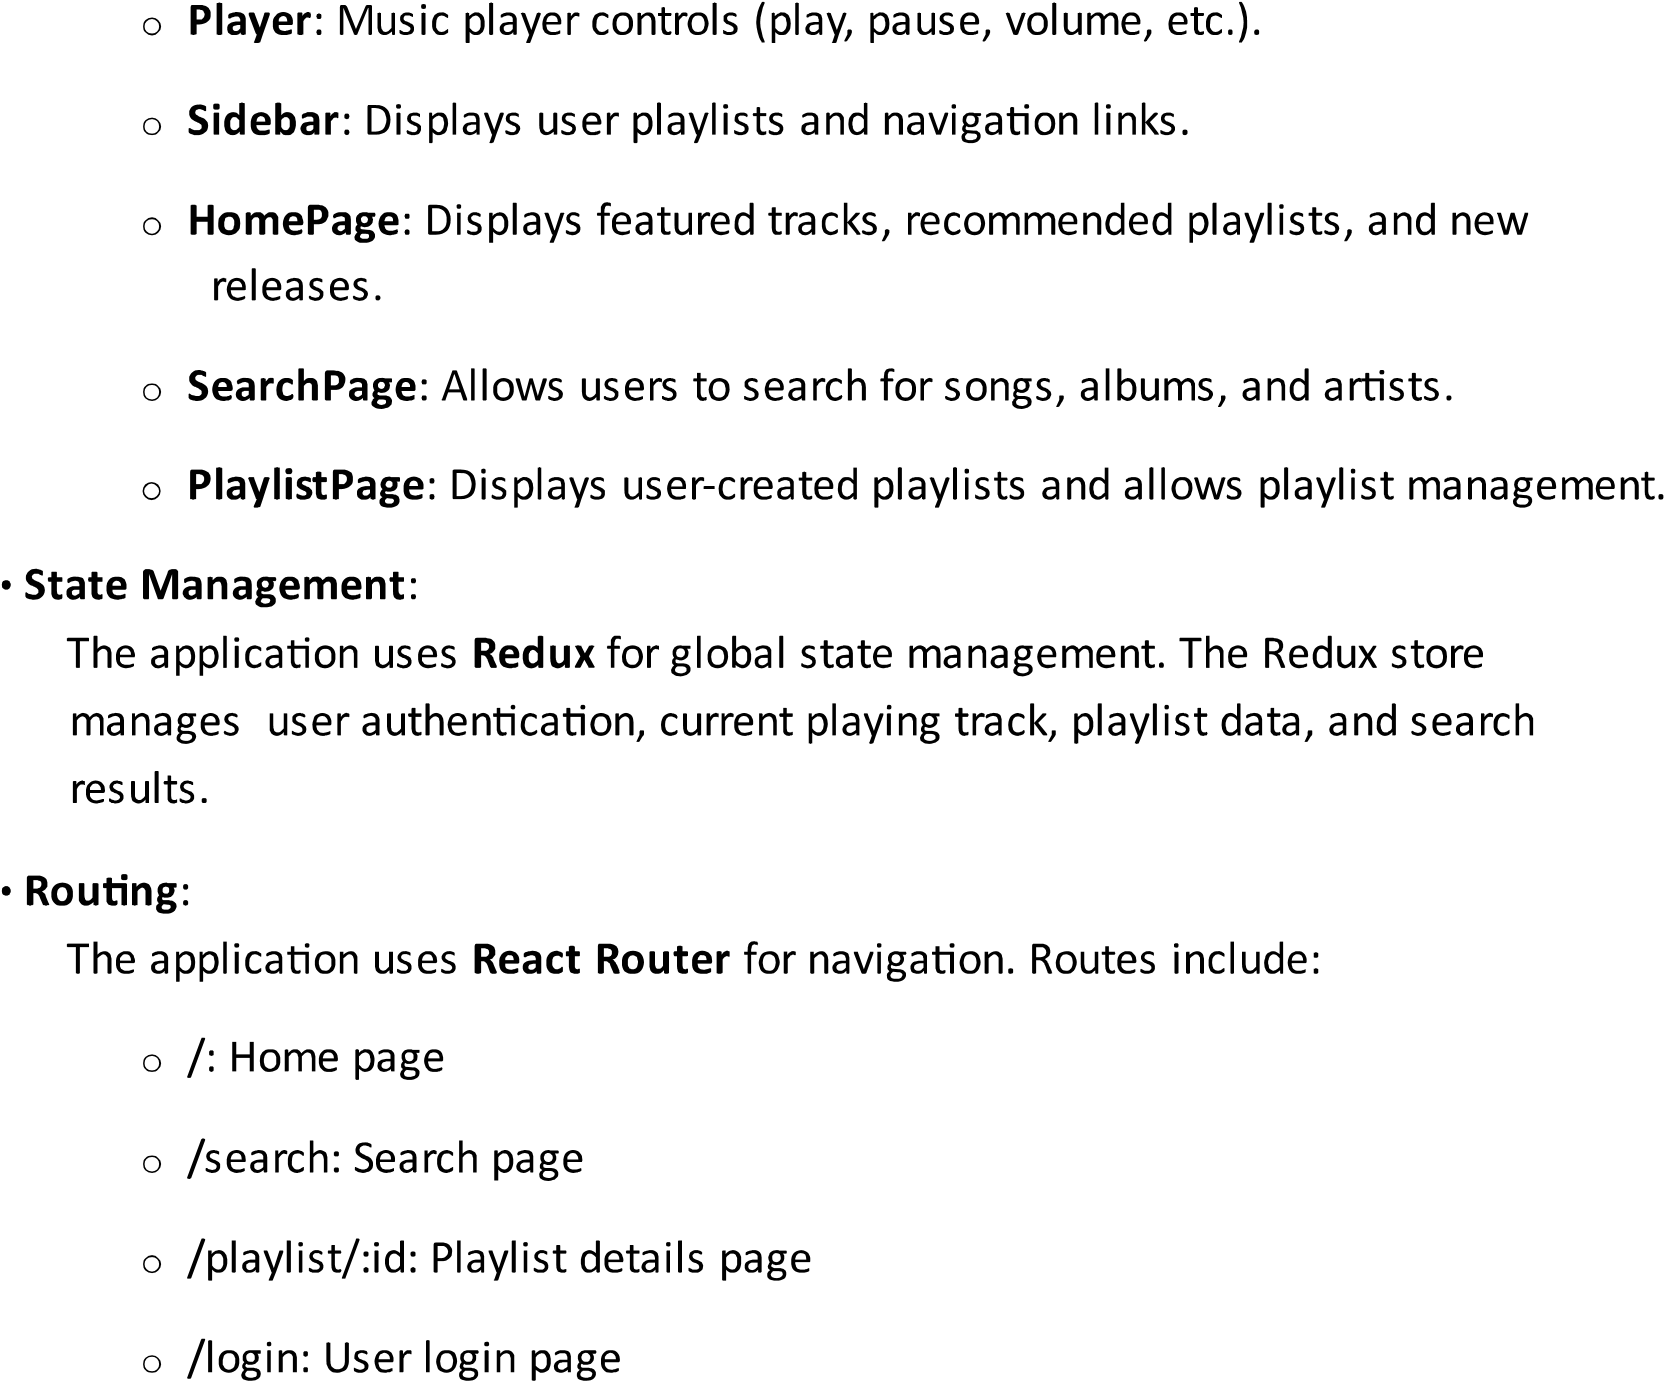 o Player: Music player controls (play, pause, volume, etc.).
o Sidebar: Displays user playlists and navigation links.
o HomePage: Displays featured tracks, recommended playlists, and new
releases.
o SearchPage: Allows users to search for songs, albums, and artists.
o PlaylistPage: Displays user-created playlists and allows playlist management.
• State Management:
The application uses Redux for global state management. The Redux store
manages  user authentication, current playing track, playlist data, and search
results.
• Routing:
The application uses React Router for navigation. Routes include:
o /: Home page
o /search: Search page
o /playlist/:id: Playlist details page
o /login: User login page